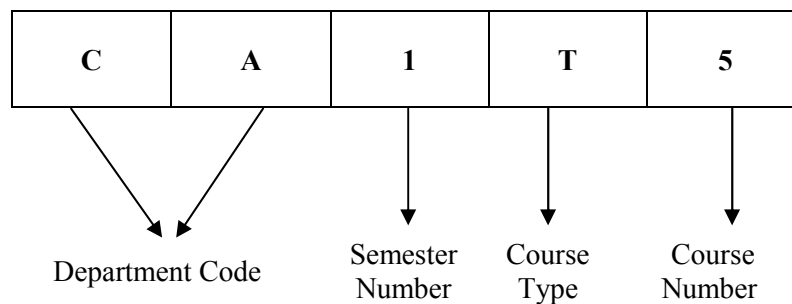 C A 1 T 5
Department Code
Semester Number
Course Type
Course Number